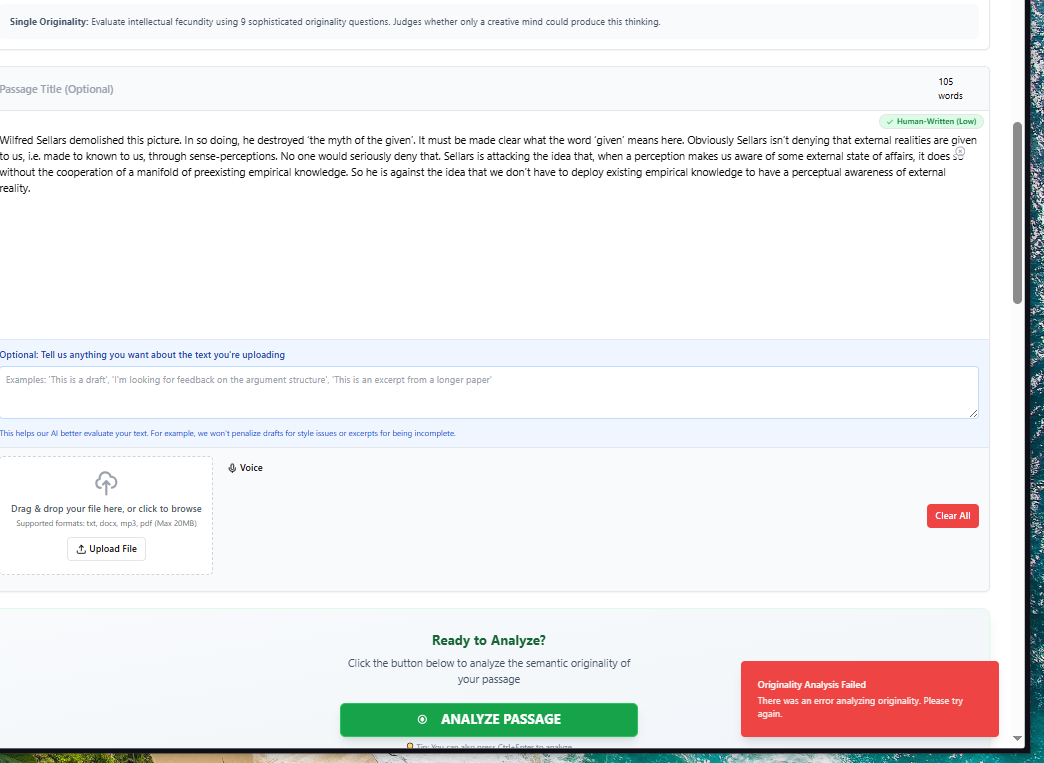 Single Originality: Evaluate intellectual fecundity using 9 sophisticated originality questions. Judges whether only a creative mind could produce this thinking.
Passage Title (Optional)
105
words
Human-Written (Low)
Wilfred Sellars demolished this picture. In so doing, he destroyed ‘the myth of the given’. It must be made clear what the word ‘given’ means here. Obviously Sellars isn’t denying that external realities are given
to us, i.e. made to known to us, through sense-perceptions. No one would seriously deny that. Sellars is attacking the idea that, when a perception makes us aware of some external state of affairs, it does so
without the cooperation of a manifold of preexisting empirical knowledge. So he is against the idea that we don’t have to deploy existing empirical knowledge to have a perceptual awareness of external
reality.
Optional: Tell us anything you want about the text you're uploading
Examples: 'This is a draft', 'I'm looking for feedback on the argument structure', 'This is an excerpt from a longer paper'
This helps our AI better evaluate your text. For example, we won't penalize drafts for style issues or excerpts for being incomplete.
Voice
Drag & drop your file here, or click to browse
Supported formats: txt, docx, mp3, pdf (Max 20MB)
Upload File
Clear All
Ready to Analyze?
Click the button below to analyze the semantic originality of
your passage
ANALYZE PASSAGE
Tip: You can also press Ctrl+Enter to analyze
Originality Analysis Failed
There was an error analyzing originality. Please try
again.